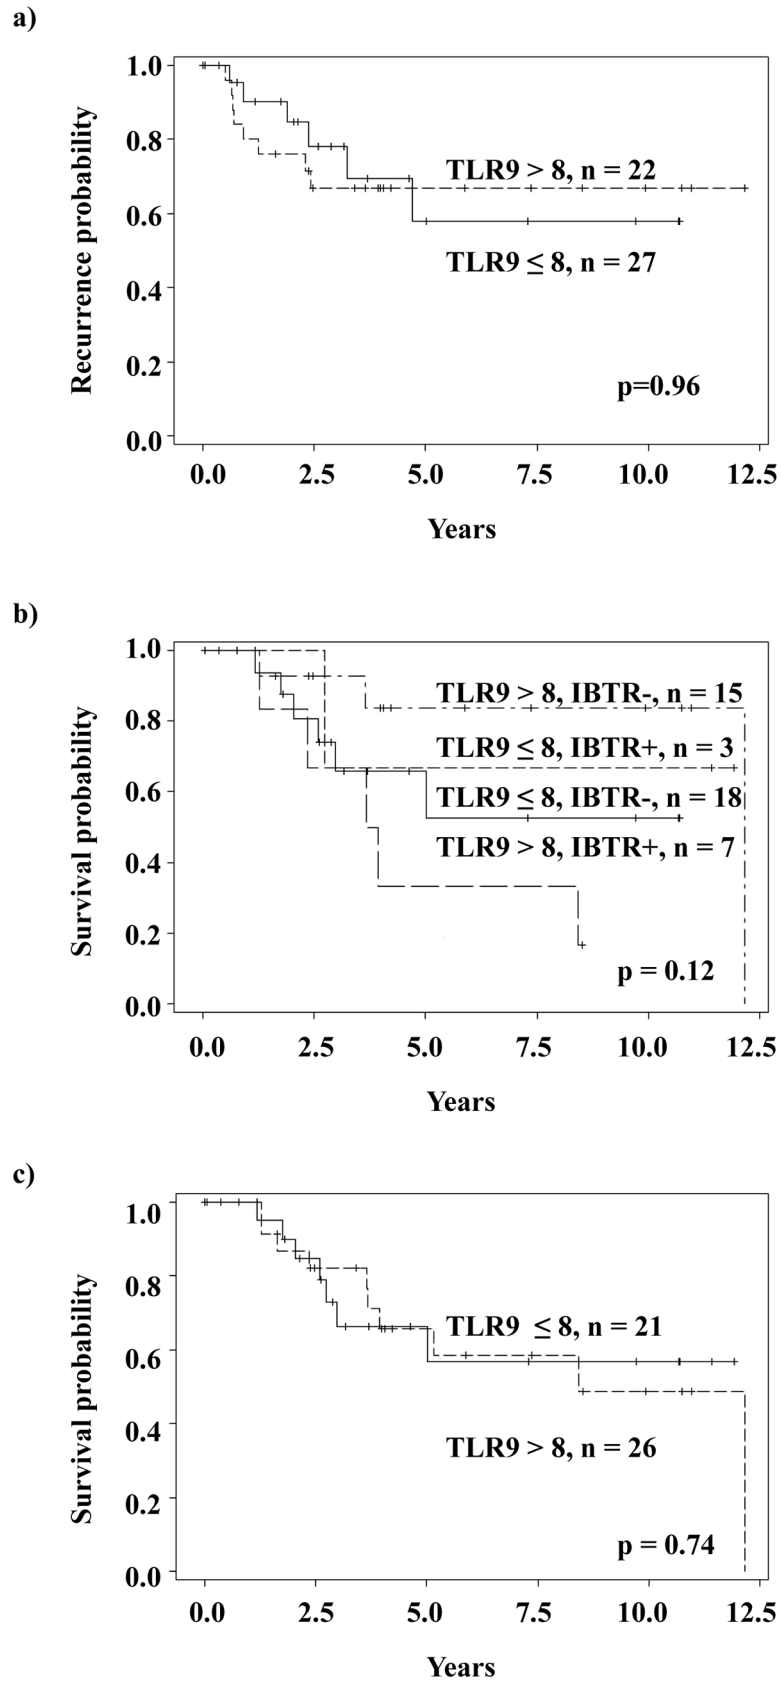 a)
Recurrence probability
1.0
0.8
0.6
0.4
0.2
0.0
TLR9 > 8, n = 22
TLR9 ≤ 8, n = 27
p=0.96
0.0 2.5 5.0 7.5 10.0 12.5
Years
b)
Survival probability
1.0
0.8
0.6
0.4
0.2
0.0
TLR9 > 8, IBTR-, n = 15
TLR9 ≤ 8, IBTR+, n = 3
TLR9 ≤ 8, IBTR-, n = 18
TLR9 > 8, IBTR+, n = 7
p = 0.12
0.0 2.5 5.0 7.5 10.0 12.5
Years
c)
Survival probability
1.0
0.8
0.6
0.4
0.2
0.0
TLR9 ≤ 8, n = 21
TLR9 > 8, n = 26
p = 0.74
0.0 2.5 5.0 7.5 10.0 12.5
Years